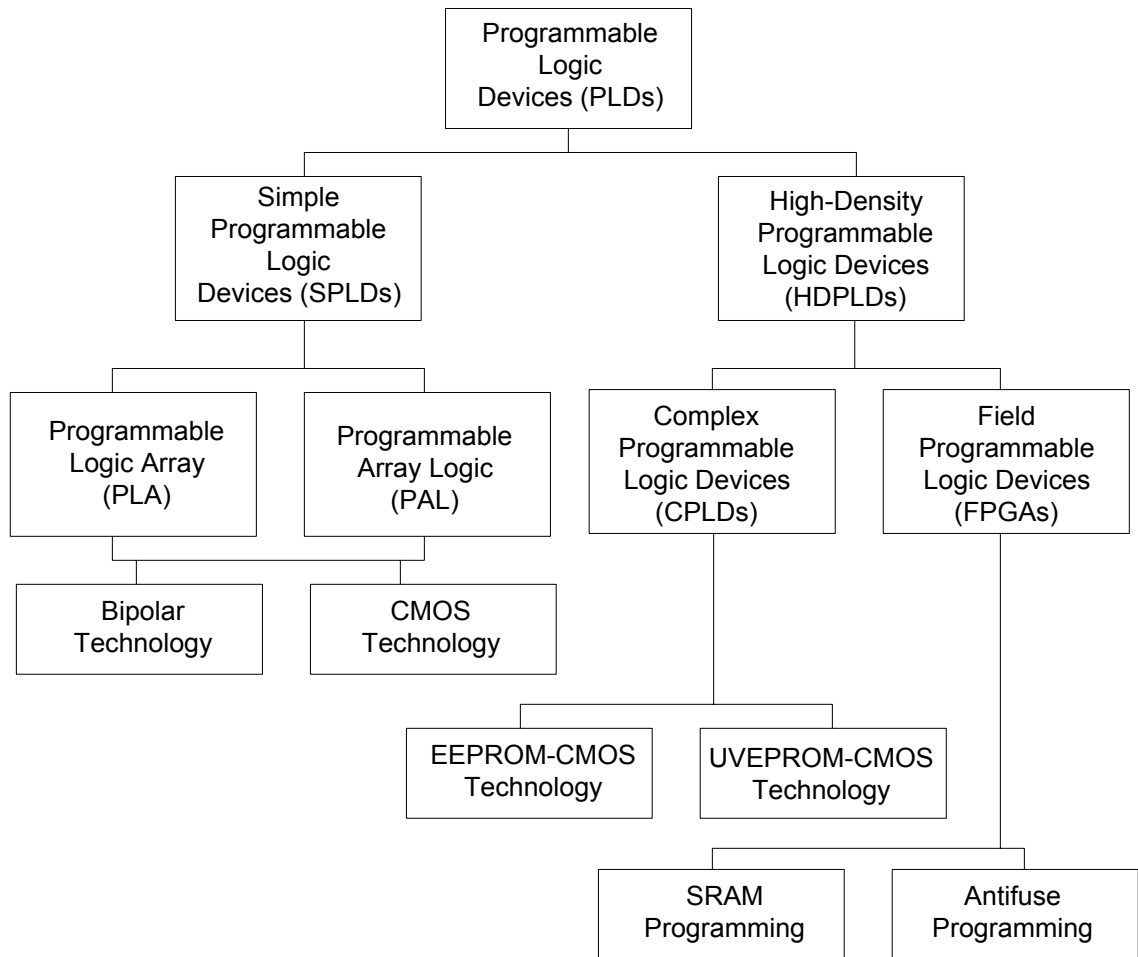 Programmable
Logic
Devices (PLDs)
Simple
Programmable
Logic
Devices (SPLDs)
High-Density
Programmable
Logic Devices
(HDPLDs)
Programmable
Logic Array
(PLA)
Programmable
Array Logic
(PAL)
Complex
Programmable
Logic Devices
(CPLDs)
Field
Programmable
Logic Devices
(FPGAs)
Bipolar
Technology
CMOS
Technology
EEPROM-CMOS
Technology
UVEPROM-CMOS
Technology
SRAM
Programming
Antifuse
Programming